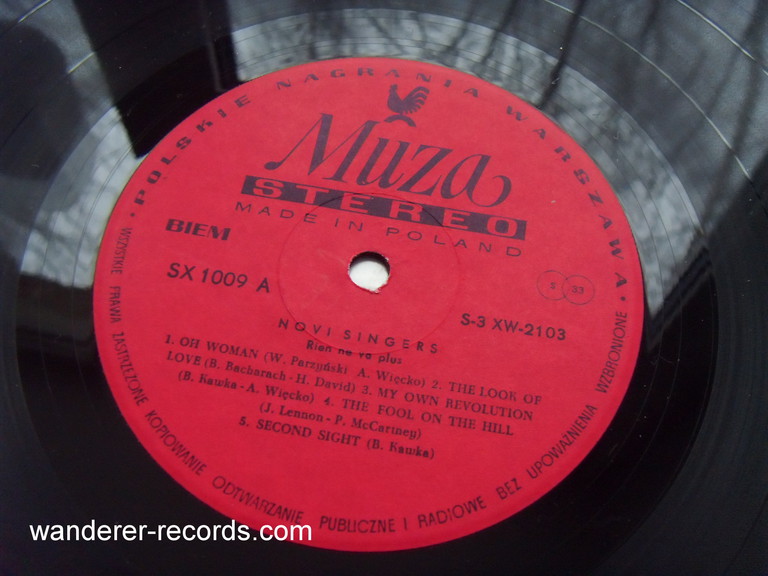 • POLSKIE NAGRANIA WARSZAWA •
Muza
STEREO
MADE IN POLAND
BIEM
SX 1009 A
S 33
S-3 XW-2103
NOVI SINGERS
Rien ne va plus
1. OH WOMAN (W. Parzyński A. Więcko) 2. THE LOOK OF
LOVE (B. Bacharach - H. David) 3. MY OWN REVOLUTION
(B. Kawka - A. Więcko) 4. THE FOOL ON THE HILL
(J. Lennon - P. McCartney)
5. SECOND SIGHT (B. Kawka)
WSZYSTKIE PRAWA ZASTRZEŻONE KOPIOWANIE ODTWARZANIE PUBLICZNE I RADIOWE BEZ UPOWAŻNIENIA WZBRONIONE
wanderer-records.com